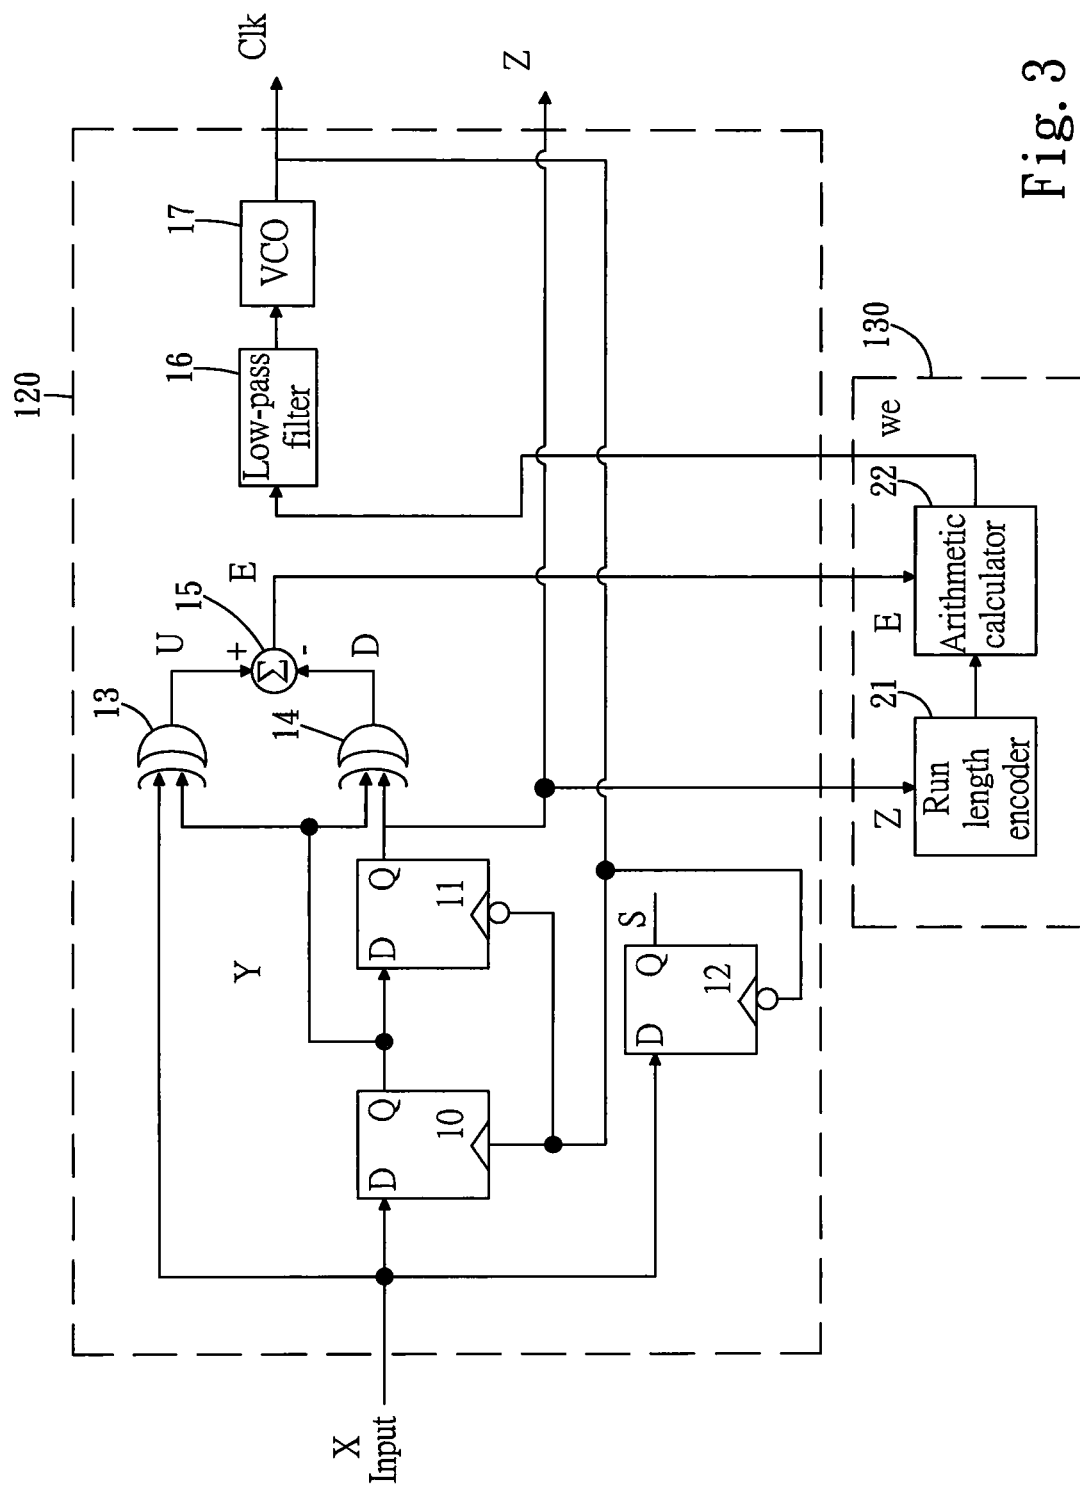 120
Clk
Z
17
VCO
16
Low-pass
filter
15
E
U
+
Σ
-
D
13
14
Y
D
Q
10
D
Q
11
D
Q
12
S
X
Input
130
we
22
Arithmetic
calculator
E
21
Run
length
encoder
Z
Fig. 3